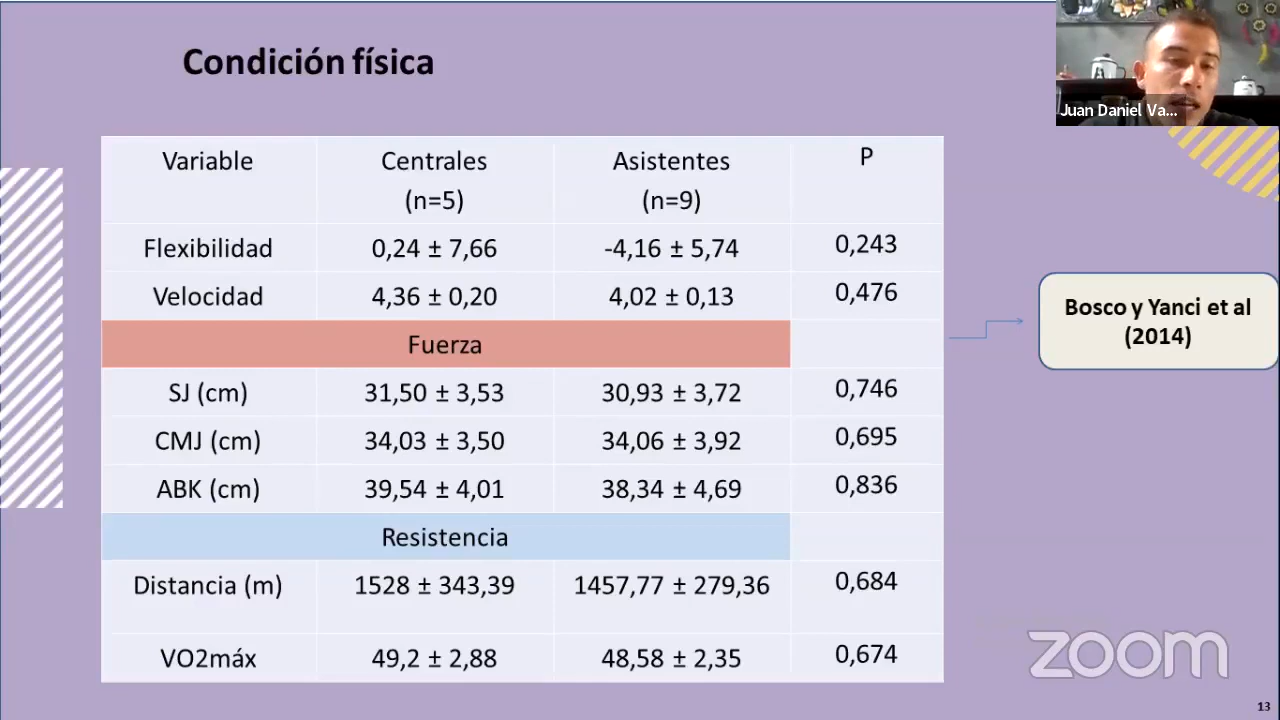 Condición física
Juan Daniel Va...
Variable Centrales Asistentes P
(n=5) (n=9)
Flexibilidad 0,24 ± 7,66 -4,16 ± 5,74 0,243
Velocidad 4,36 ± 0,20 4,02 ± 0,13 0,476
Fuerza
SJ (cm) 31,50 ± 3,53 30,93 ± 3,72 0,746
CMJ (cm) 34,03 ± 3,50 34,06 ± 3,92 0,695
ABK (cm) 39,54 ± 4,01 38,34 ± 4,69 0,836
Resistencia
Distancia (m) 1528 ± 343,39 1457,77 ± 279,36 0,684
VO2máx 49,2 ± 2,88 48,58 ± 2,35 0,674
Bosco y Yanci et al
(2014)
zoom
13